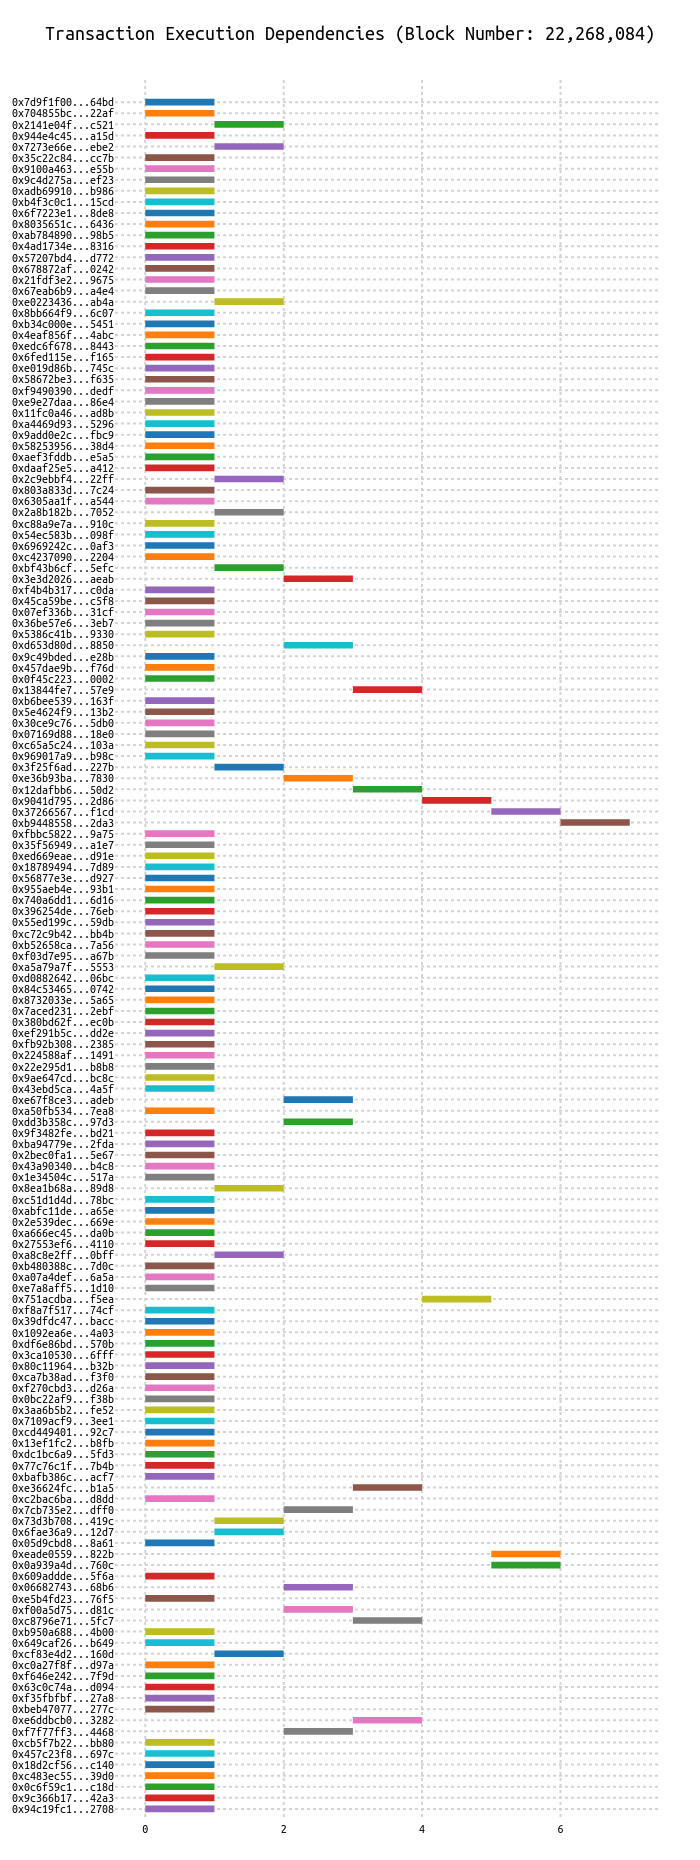 Transaction Execution Dependencies (Block Number: 22,268,084)
0x7d9f1f00...64bd
0x704855bc...22af
0x2141e04f...c521
0x944e4c45...a15d
0x7273e66e...ebe2
0x35c22c84...cc7b
0x9100a463...e55b
0x9c4d275a...ef23
0xadb69910...b986
0xb4f3c0c1...15cd
0x6f7223e1...8de8
0x8035651c...6436
0xab784890...98b5
0x4ad1734e...8316
0x57207bd4...d772
0x678872af...0242
0x21fdf3e2...9675
0x67eab6b9...a4e4
0xe0223436...ab4a
0x8bb664f9...6c07
0xb34c000e...5451
0x4eaf856f...4abc
0xedc6f678...8443
0x6fed115e...f165
0xe019d86b...745c
0x58672be3...f635
0xf9490390...dedf
0xe9e27daa...86e4
0x11fc0a46...ad8b
0xa4469d93...5296
0x9add0e2c...fbc9
0x58253956...38d4
0xaef3fddb...e5a5
0xdaaf25e5...a412
0x2c9ebbf4...22ff
0x803a833d...7c24
0x6305aa1f...a544
0x2a8b182b...7052
0xc88a9e7a...910c
0x54ec583b...098f
0x6969242c...0af3
0xc4237090...2204
0xbf43b6cf...5efc
0x3e3d2026...aeab
0xf4b4b317...c0da
0x45ca59be...c5f8
0x07ef336b...31cf
0x36be57e6...3eb7
0x5386c41b...9330
0xd653d80d...8850
0x9c49bded...e28b
0x457dae9b...f76d
0x0f45c223...0002
0x13844fe7...57e9
0xb6bee539...163f
0x5e4624f9...13b2
0x30ce9c76...5db0
0x07169d88...18e0
0xc65a5c24...103a
0x969017a9...b98c
0x3f25f6ad...227b
0xe36b93ba...7830
0x12dafbb6...50d2
0x9041d795...2d86
0x37266567...f1cd
0xb9448558...2da3
0xfbbc5822...9a75
0x35f56949...a1e7
0xed669eae...d91e
0x18789494...7d89
0x56877e3e...d927
0x955aeb4e...93b1
0x740a6dd1...6d16
0x396254de...76eb
0x55ed199c...59db
0xc72c9b42...bb4b
0xb52658ca...7a56
0xf03d7e95...a67b
0xa5a79a7f...5553
0xd0882642...06bc
0x84c53465...0742
0x8732033e...5a65
0x7aced231...2ebf
0x380bd62f...ec0b
0xef291b5c...dd2e
0xfb92b308...2385
0x224588af...1491
0x22e295d1...b8b8
0x9ae647cd...bc8c
0x43ebd5ca...4a5f
0xe67f8ce3...adeb
0xa50fb534...7ea8
0xdd3b358c...97d3
0x9f3482fe...bd21
0xba94779e...2fda
0x2bec0fa1...5e67
0x43a90340...b4c8
0x1e34504c...517a
0x8ea1b68a...89d8
0xc51d1d4d...78bc
0xabfc11de...a65e
0x2e539dec...669e
0xa666ec45...da0b
0x27553ef6...4110
0xa8c8e2ff...0bff
0xb480388c...7d0c
0xa07a4def...6a5a
0xe7a8aff5...1d10
0x751acdba...f5ea
0xf8a7f517...74cf
0x39dfdc47...bacc
0x1092ea6e...4a03
0xdf6e86bd...570b
0x3ca10530...6fff
0x80c11964...b32b
0xca7b38ad...f3f0
0xf270cbd3...d26a
0x0bc22af9...f38b
0x3aa6b5b2...fe52
0x7109acf9...3ee1
0xcd449401...92c7
0x13ef1fc2...b8fb
0xdc1bc6a9...5fd3
0x77c76c1f...7b4b
0xbafb386c...acf7
0xe36624fc...b1a5
0xc2bac6ba...d8dd
0x7cb735e2...dff0
0x73d3b708...419c
0x6fae36a9...12d7
0x05d9cbd8...8a61
0xeade0559...822b
0x0a939a4d...760c
0x609addde...5f6a
0x06682743...68b6
0xe5b4fd23...76f5
0xf00a5d75...d81c
0xc8796e71...5fc7
0xb950a688...4b00
0x649caf26...b649
0xcf83e4d2...160d
0xc0a27f8f...d97a
0xf646e242...7f9d
0x63c0c74a...d094
0xf35fbfbf...27a8
0xbeb47077...277c
0xe6ddbcb0...3282
0xf7f77ff3...4468
0xcb5f7b22...bb80
0x457c23f8...697c
0x18d2cf56...c140
0xc483ec55...39d0
0x0c6f59c1...c18d
0x9c366b17...42a3
0x94c19fc1...2708
0 2 4 6